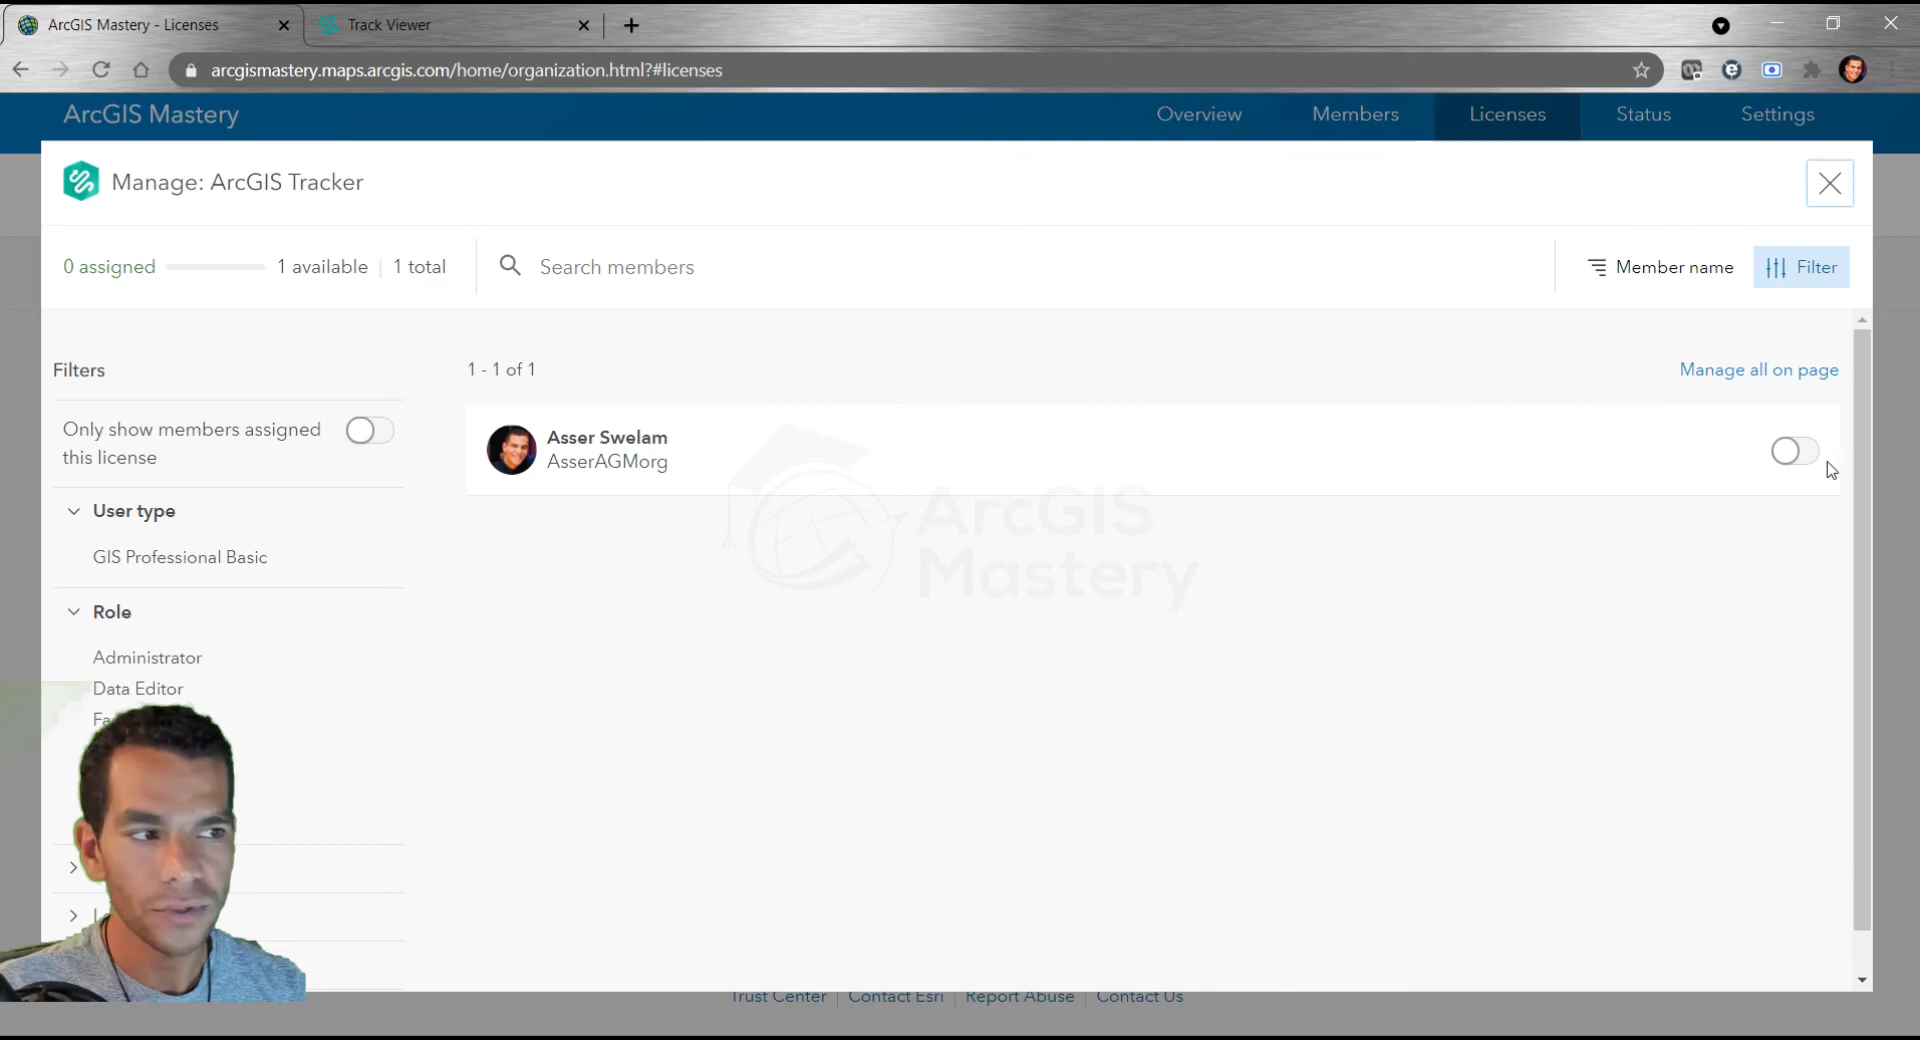 ArcGIS Mastery - Licenses
Track Viewer
arcgismastery.maps.arcgis.com/home/organization.html?#licenses
ArcGIS Mastery
Overview
Members
Licenses
Status
Settings
Manage: ArcGIS Tracker
0 assigned
1 available
1 total
Search members
Member name
Filter
Filters
1 - 1 of 1
Manage all on page
Only show members assigned
this license
Asser Swelam
AsserAGMorg
User type
GIS Professional Basic
Role
Administrator
Data Editor
ArcGIS
Mastery
Trust Center
Contact Esri
Report Abuse
Contact Us